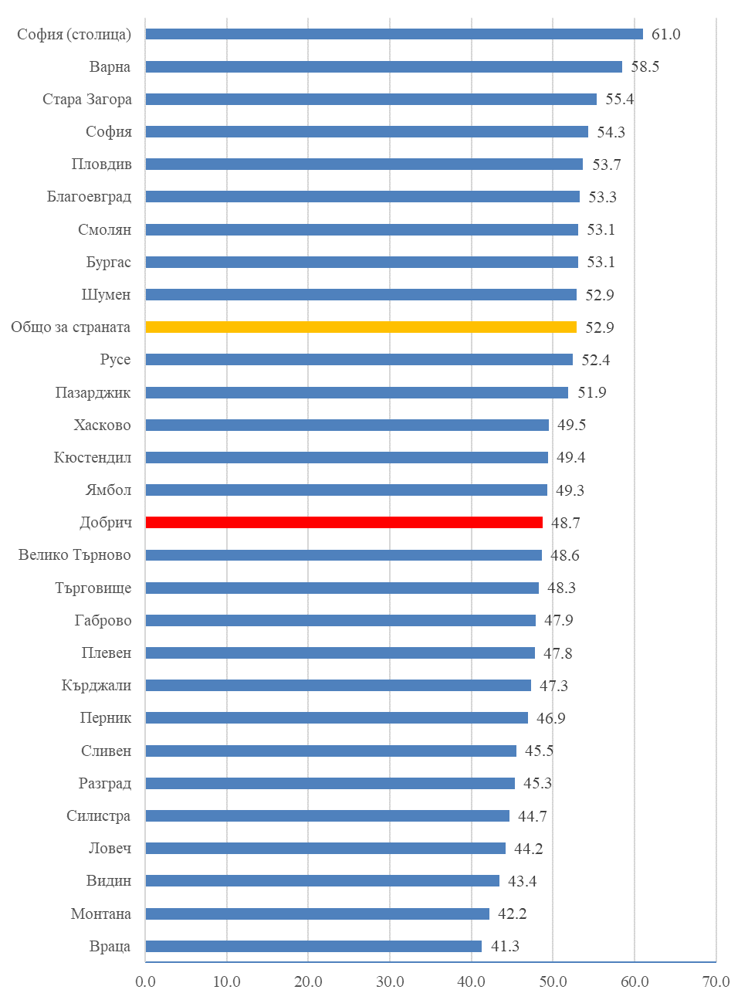 София (столица) 61.0
Варна 58.5
Стара Загора 55.4
София 54.3
Пловдив 53.7
Благоевград 53.3
Смолян 53.1
Бургас 53.1
Шумен 52.9
Общо за страната 52.9
Русе 52.4
Пазарджик 51.9
Хасково 49.5
Кюстендил 49.4
Ямбол 49.3
Добрич 48.7
Велико Търново 48.6
Търговище 48.3
Габрово 47.9
Плевен 47.8
Кърджали 47.3
Перник 46.9
Сливен 45.5
Разград 45.3
Силистра 44.7
Ловеч 44.2
Видин 43.4
Монтана 42.2
Враца 41.3
0.0 10.0 20.0 30.0 40.0 50.0 60.0 70.0